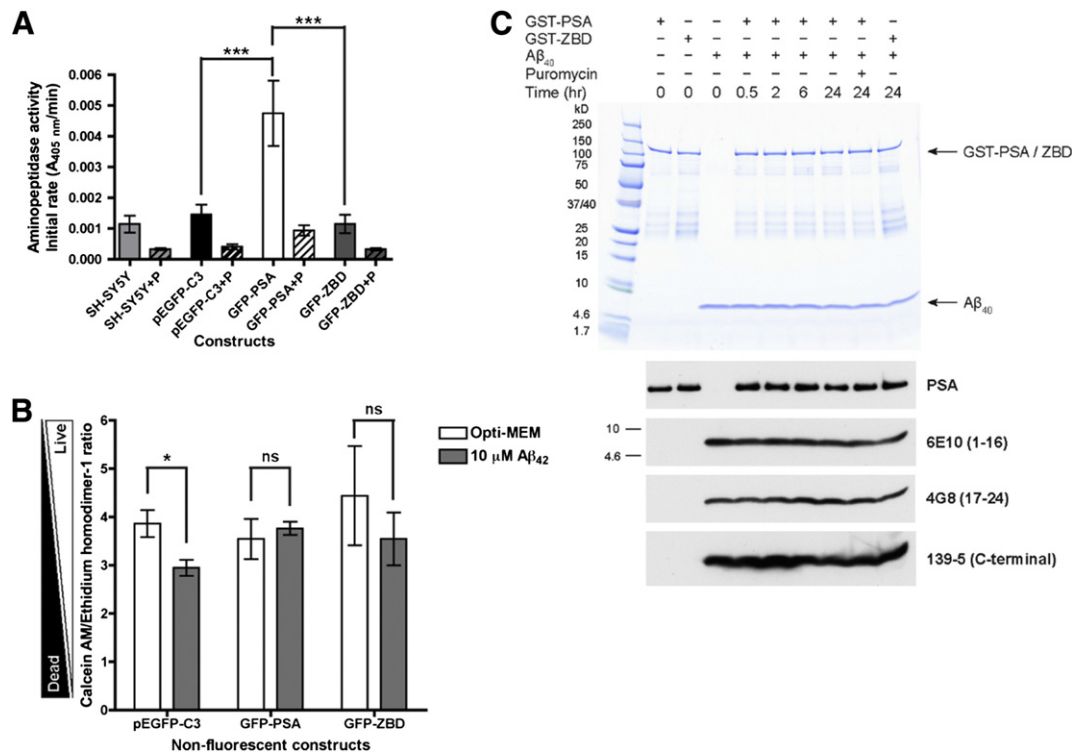 A
***
***
Aminopeptidase activity
Initial rate (A405 nm/min)
0.006
0.005
0.004
0.003
0.002
0.001
0.000
SH-SY5Y
SH-SY5Y+P
pEGFP-C3
pEGFP-C3+P
GFP-PSA
GFP-PSA+P
GFP-ZBD
GFP-ZBD+P
Constructs
B
Live
Dead
Calcein AM/Ethidium homodimer-1 ratio
6
5
4
3
2
1
0
*
ns
ns
Opti-MEM
10 µM Aβ42
pEGFP-C3
GFP-PSA
GFP-ZBD
Non-fluorescent constructs
C
GST-PSA + – – + + + + + –
GST-ZBD – + – – – – – – +
Aβ40 – – + + + + + + +
Puromycin – – – – – – – + –
Time (hr) 0 0 0 0.5 2 6 24 24 24
kD
250
150
100
75
50
37/40
25
20
15
10
4.6
1.7
GST-PSA / ZBD
Aβ40
PSA
10
4.6
6E10 (1-16)
4G8 (17-24)
139-5 (C-terminal)